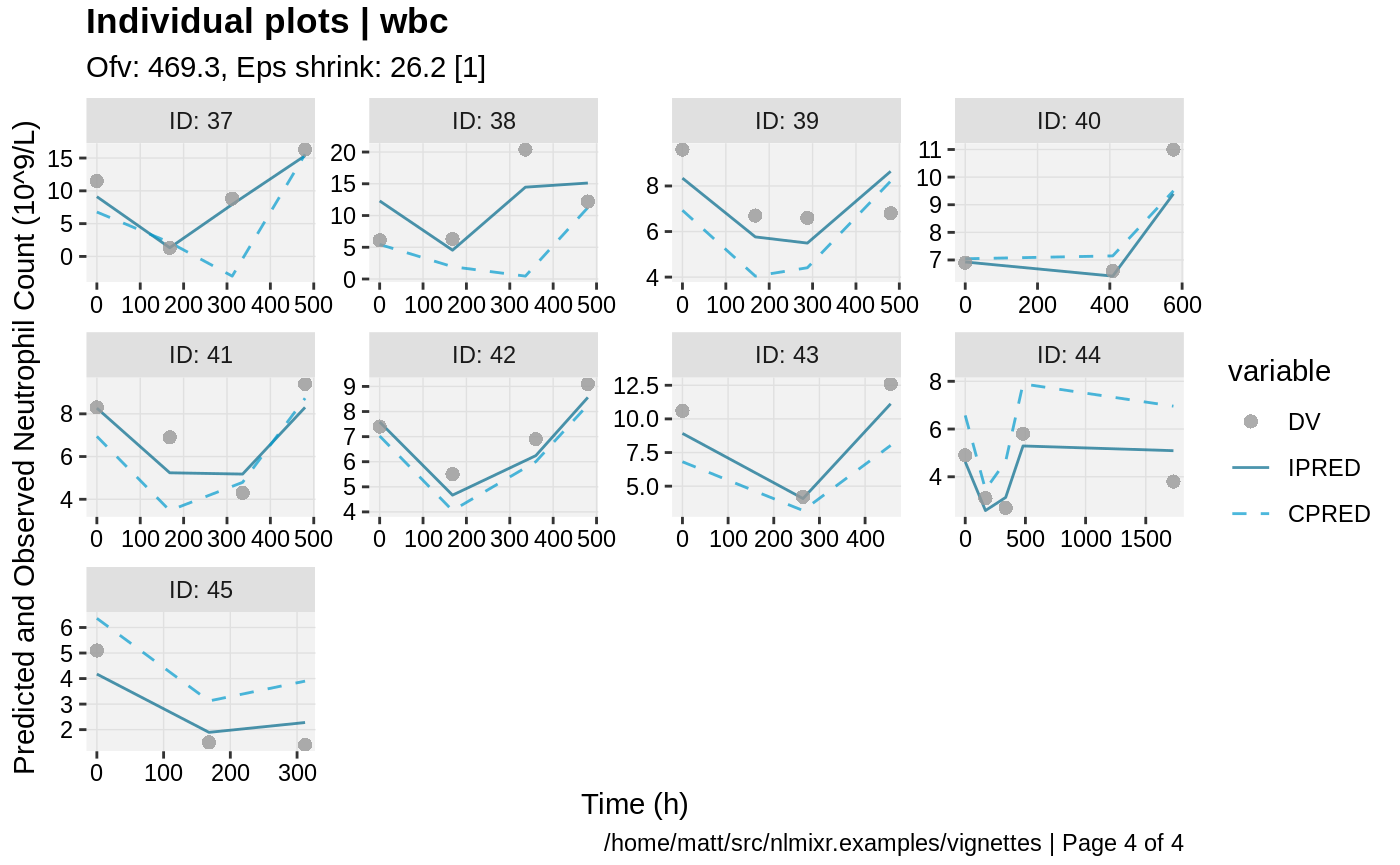 Individual plots | wbc
Ofv: 469.3, Eps shrink: 26.2 [1]
Predicted and Observed Neutrophil Count (10^9/L)
ID: 37
15
10
5
0
0 100 200 300 400 500
ID: 38
20
15
10
5
0
0 100 200 300 400 500
ID: 39
8
6
4
0 100 200 300 400 500
ID: 40
11
10
9
8
7
0 200 400 600
ID: 41
8
6
4
0 100 200 300 400 500
ID: 42
9
8
7
6
5
4
0 100 200 300 400 500
ID: 43
12.5
10.0
7.5
5.0
0 100 200 300 400
ID: 44
8
6
4
0 500 1000 1500
ID: 45
6
5
4
3
2
0 100 200 300
variable
DV
IPRED
CPRED
Time (h)
/home/matt/src/nlmixr.examples/vignettes | Page 4 of 4